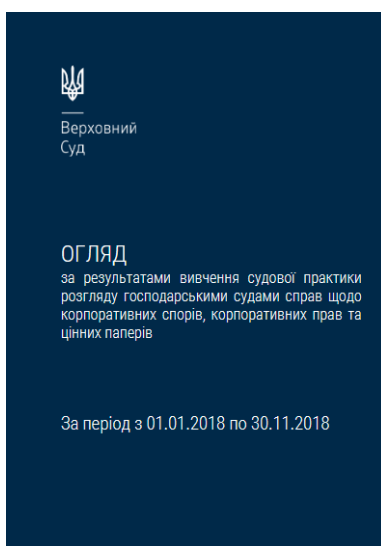 Верховний
Суд
ОГЛЯД
за результатами вивчення судової практики
розгляду господарськими судами справ щодо
корпоративних спорів, корпоративних прав та
цінних паперів
За період з 01.01.2018 по 30.11.2018